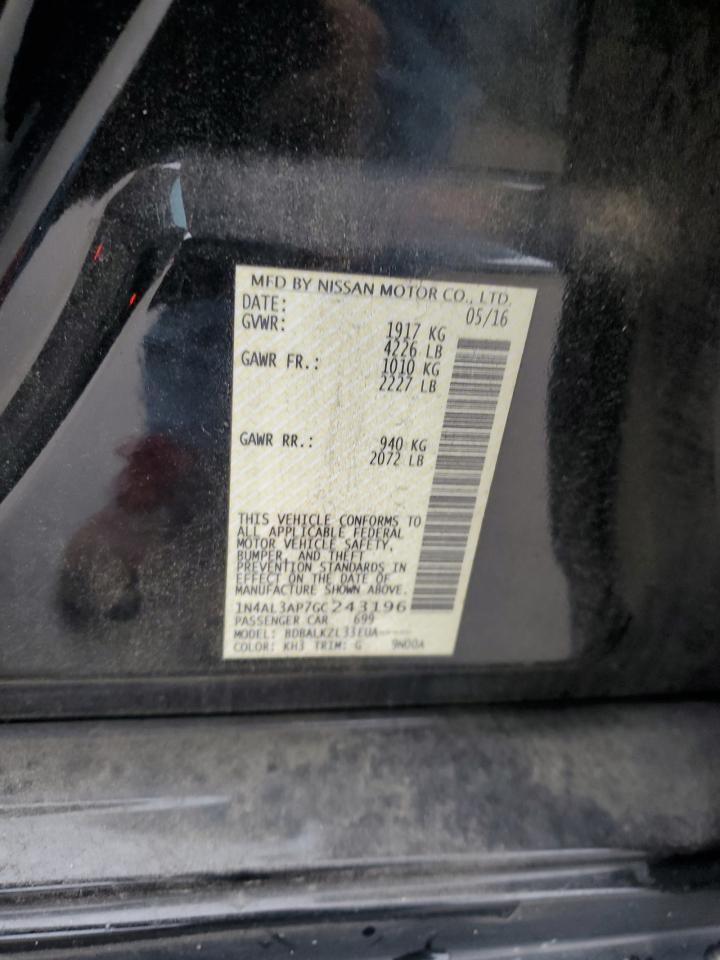 MFD BY NISSAN MOTOR CO., LTD.
DATE: 05/16
GVWR: 1917 KG
4226 LB
GAWR FR.: 1010 KG
2227 LB
GAWR RR.: 940 KG
2072 LB
THIS VEHICLE CONFORMS TO
ALL APPLICABLE FEDERAL
MOTOR VEHICLE SAFETY,
BUMPER, AND THEFT
PREVENTION STANDARDS IN
EFFECT ON THE DATE OF
MANUFACTURE SHOWN ABOVE.
1N4AL3AP7GC243196
PASSENGER CAR 699
MODEL: BDBALKZL33EUA-----
COLOR: KH3 TRIM: G 9N00A